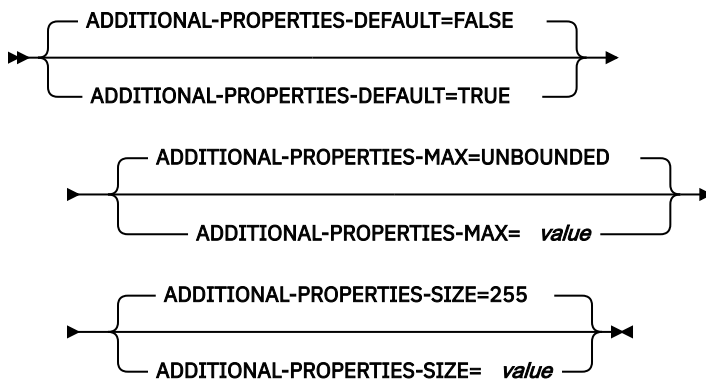 ADDITIONAL-PROPERTIES-DEFAULT=FALSE
ADDITIONAL-PROPERTIES-DEFAULT=TRUE
ADDITIONAL-PROPERTIES-MAX=UNBOUNDED
ADDITIONAL-PROPERTIES-MAX= value
ADDITIONAL-PROPERTIES-SIZE=255
ADDITIONAL-PROPERTIES-SIZE= value